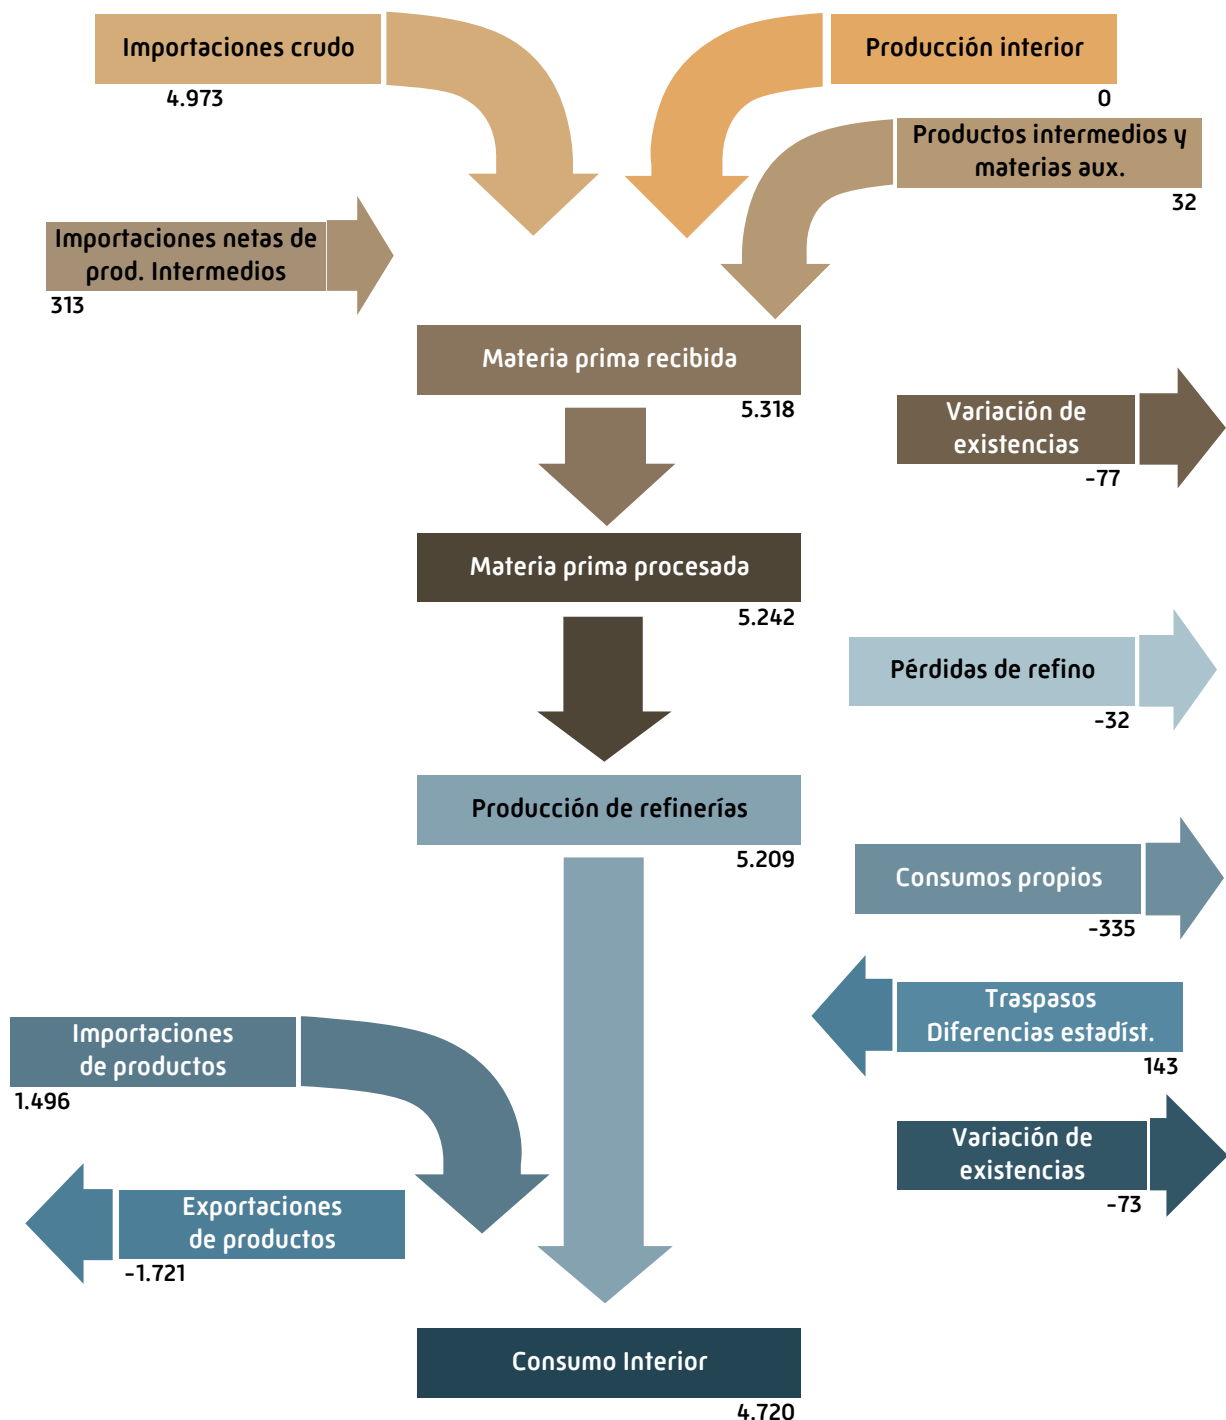 Importaciones crudo
4.973
Producción interior
0
Productos intermedios y
materias aux.
32
Importaciones netas de
prod. Intermedios
313
Materia prima recibida
5.318
Variación de
existencias
-77
Materia prima procesada
5.242
Pérdidas de refino
-32
Producción de refinerías
5.209
Consumos propios
-335
Traspasos
Diferencias estadíst.
143
Importaciones
de productos
1.496
Variación de
existencias
-73
Exportaciones
de productos
-1.721
Consumo Interior
4.720